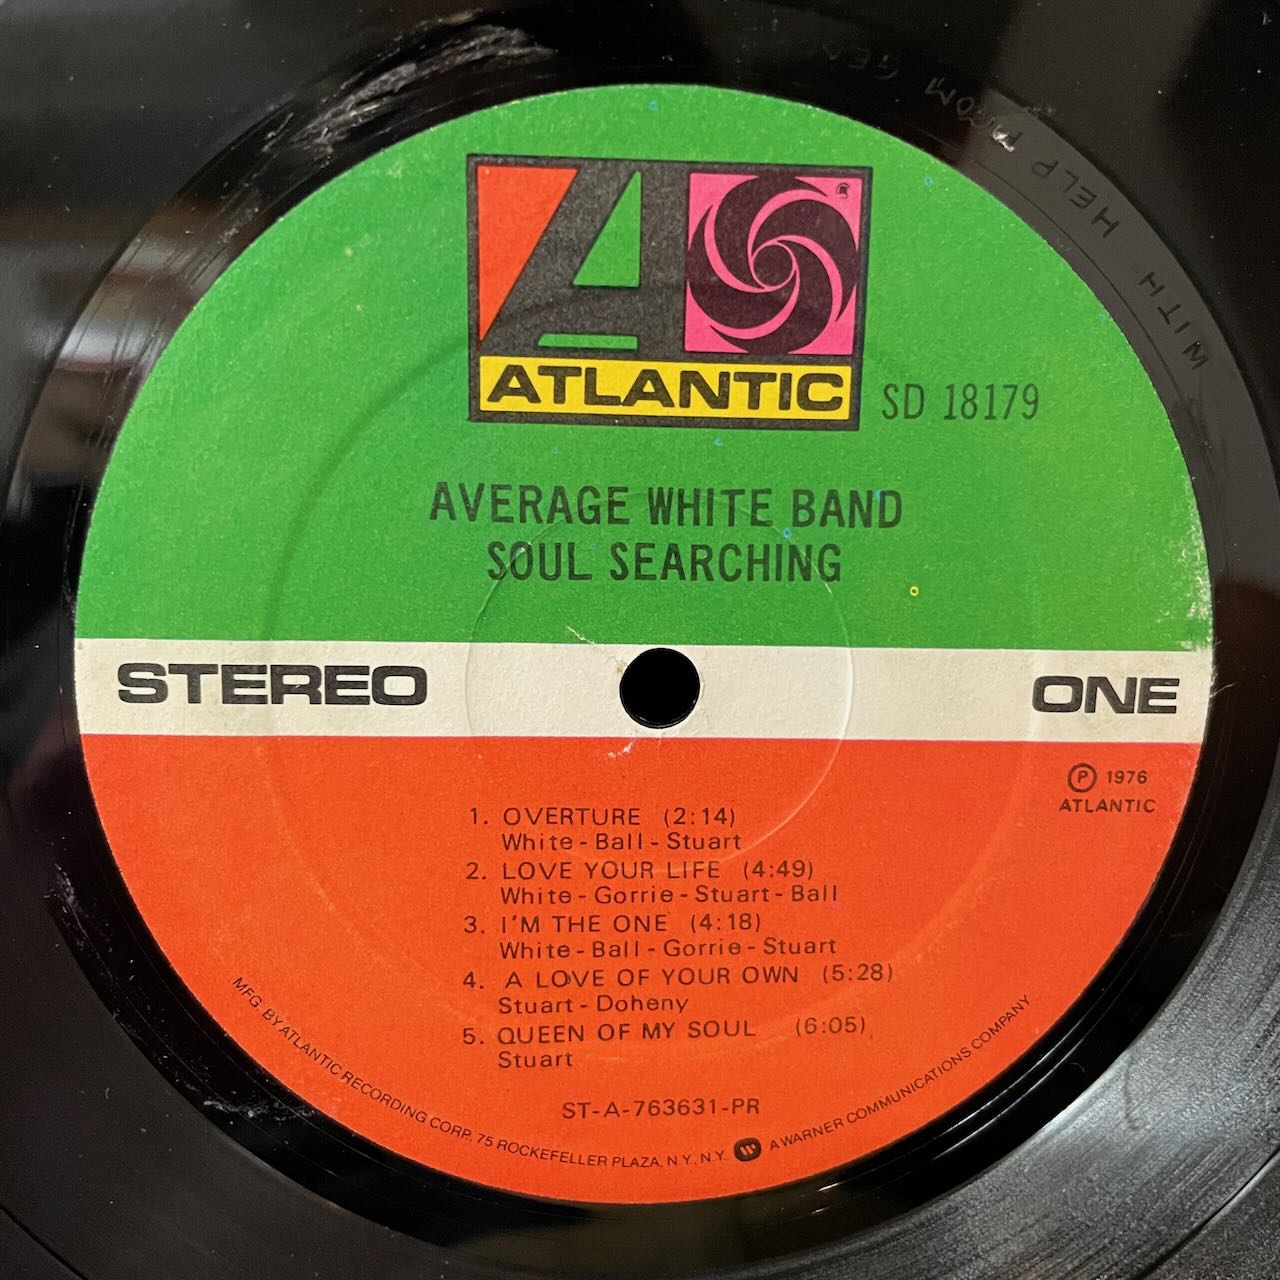 WITH HELP FROM GEO
ATLANTIC
SD 18179
AVERAGE WHITE BAND
SOUL SEARCHING
STEREO
ONE
Ⓟ 1976
ATLANTIC
1. OVERTURE (2:14)
White-Ball-Stuart
2. LOVE YOUR LIFE (4:49)
White-Gorrie-Stuart-Ball
3. I'M THE ONE (4:18)
White-Ball-Gorrie-Stuart
4. A LOVE OF YOUR OWN (5:28)
Stuart-Doheny
5. QUEEN OF MY SOUL (6:05)
Stuart
ST-A-763631-PR
MFG. BY ATLANTIC RECORDING CORP. 75 ROCKEFELLER PLAZA, N.Y., N.Y. A WARNER COMMUNICATIONS COMPANY